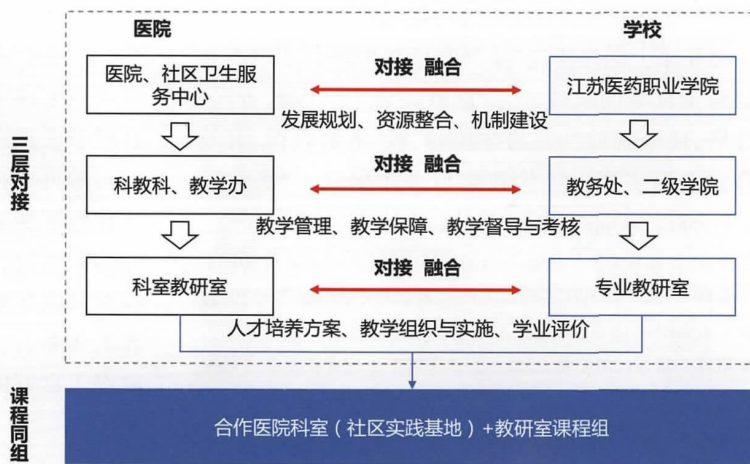 医院
学校
三层对接
医院、社区卫生服
务中心
对接 融合
江苏医药职业学院
发展规划、资源整合、机制建设
科教科、教学办
对接 融合
教务处、二级学院
教学管理、教学保障、教学督导与考核
科室教研室
对接 融合
专业教研室
人才培养方案、教学组织与实施、学业评价
课程同组
合作医院科室（社区实践基地）+教研室课程组